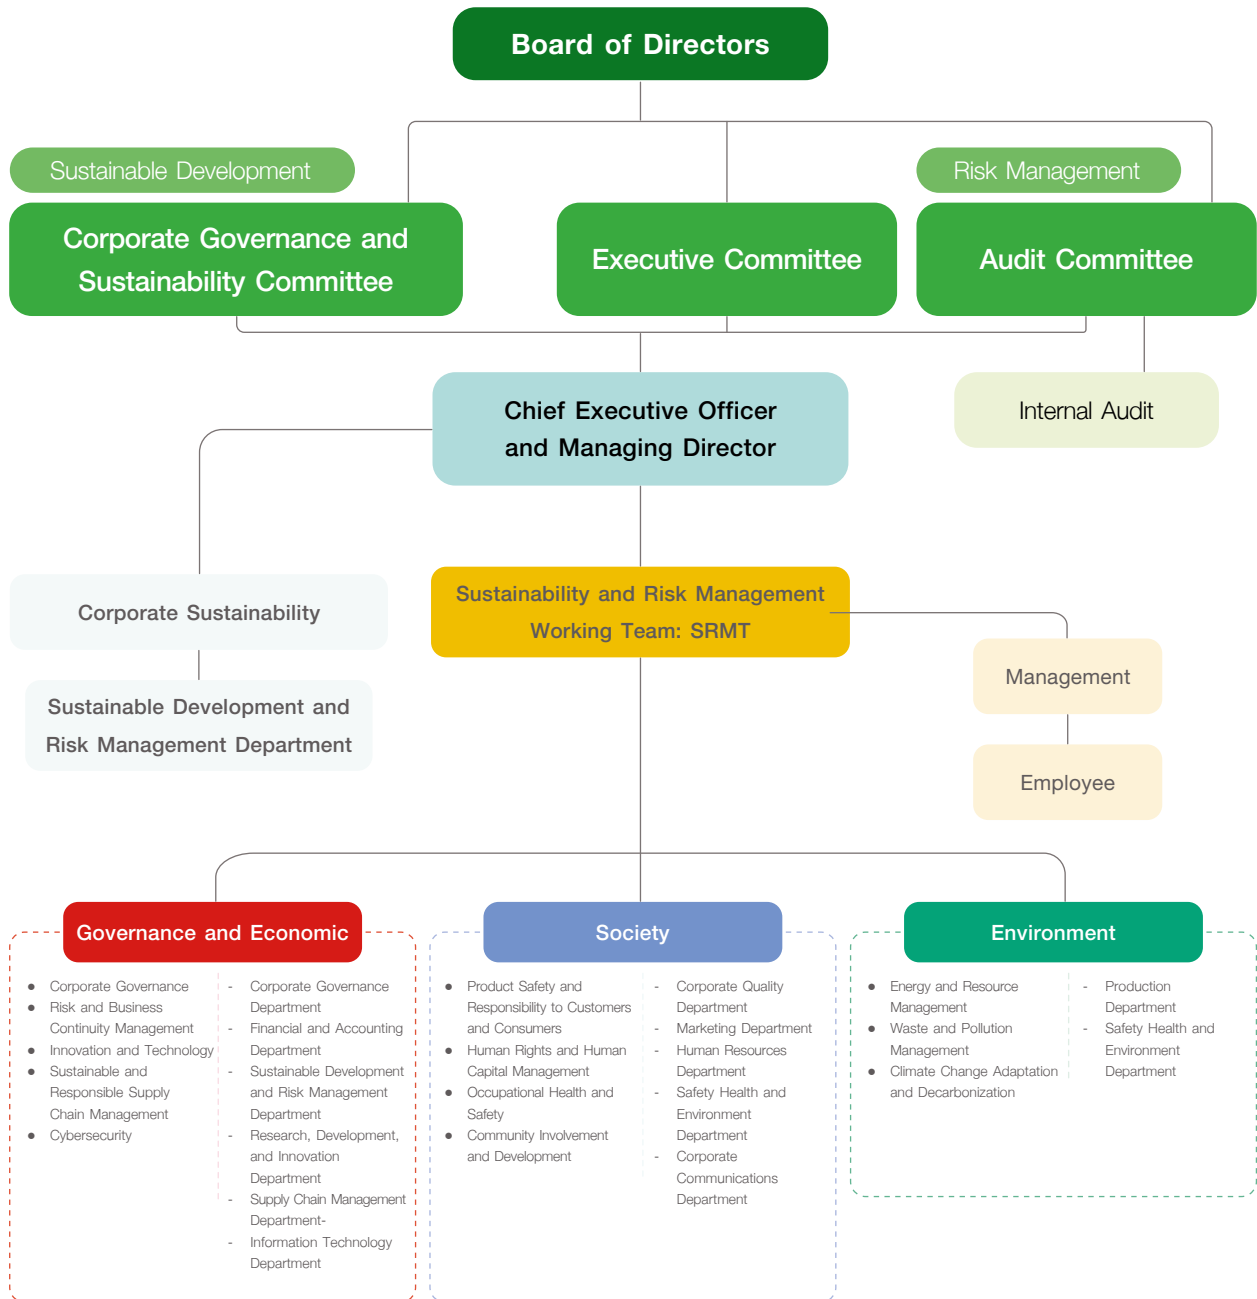 Board of Directors
Sustainable Development
Risk Management
Corporate Governance and
Sustainability Committee
Executive Committee
Audit Committee
Chief Executive Officer
and Managing Director
Internal Audit
Corporate Sustainability
Sustainability and Risk Management
Working Team: SRMT
Management
Sustainable Development and
Risk Management Department
Employee
Governance and Economic
● Corporate Governance
● Risk and Business
Continuity Management
● Innovation and Technology
● Sustainable and
Responsible Supply
Chain Management
● Cybersecurity
- Corporate Governance
Department
- Financial and Accounting
Department
- Sustainable Development
and Risk Management
Department
- Research, Development,
and Innovation
Department
- Supply Chain Management
Department-
- Information Technology
Department
Society
● Product Safety and
Responsibility to Customers
and Consumers
● Human Rights and Human
Capital Management
● Occupational Health and
Safety
● Community Involvement
and Development
- Corporate Quality
Department
- Marketing Department
- Human Resources
Department
- Safety Health and
Environment
Department
- Corporate
Communications
Department
Environment
● Energy and Resource
Management
● Waste and Pollution
Management
● Climate Change Adaptation
and Decarbonization
- Production
Department
- Safety Health and
Environment
Department